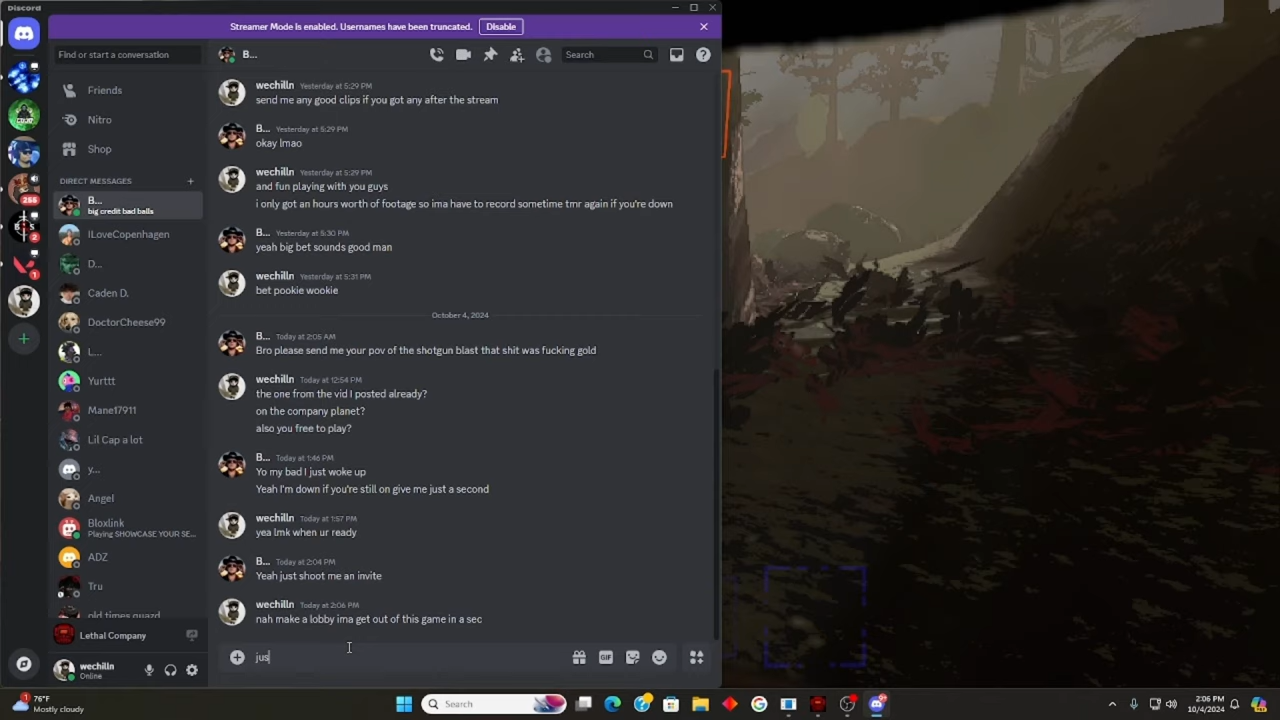 Discord
Streamer Mode is enabled. Usernames have been truncated. Disable
Find or start a conversation
B...
Search
Friends
Nitro
Shop
DIRECT MESSAGES
B...
big credit bad balls
ILoveCopenhagen
D...
Caden D.
DoctorCheese99
L...
Yurttt
Mane17911
Lil Cap a lot
y...
Angel
Bloxlink
Playing SHOWCASE YOUR SE...
ADZ
Tru
old times guard
Lethal Company
wechilln
Online
255
2
1
wechilln Yesterday at 5:29 PM
send me any good clips if you got any after the stream
B... Yesterday at 5:29 PM
okay lmao
wechilln Yesterday at 5:29 PM
and fun playing with you guys
i only got an hours worth of footage so ima have to record sometime tmr again if you're down
B... Yesterday at 5:30 PM
yeah big bet sounds good man
wechilln Yesterday at 5:31 PM
bet pookie wookie
October 4, 2024
B... Today at 2:05 AM
Bro please send me your pov of the shotgun blast that shit was fucking gold
wechilln Today at 12:54 PM
the one from the vid I posted already?
on the company planet?
also you free to play?
B... Today at 1:46 PM
Yo my bad I just woke up
Yeah I'm down if you're still on give me just a second
wechilln Today at 1:57 PM
yea lmk when ur ready
B... Today at 2:04 PM
Yeah just shoot me an invite
wechilln Today at 2:06 PM
nah make a lobby ima get out of this game in a sec
jus
GIF
1
76°F
Mostly cloudy
Search
2:06 PM
10/4/2024